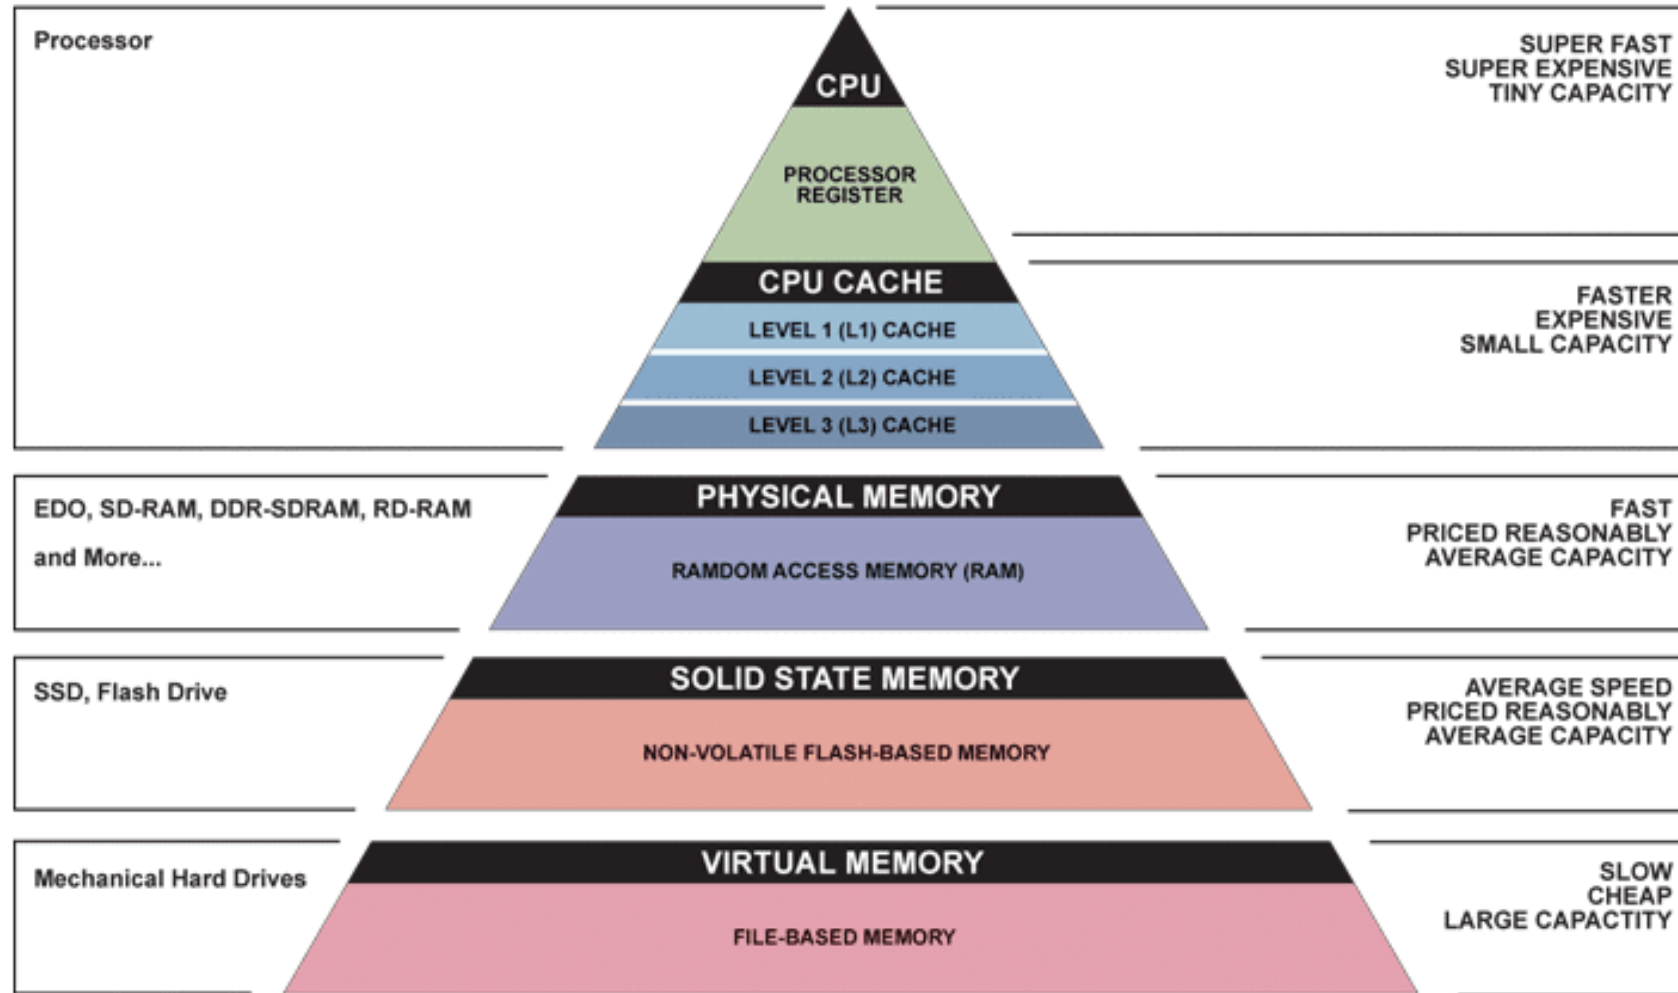 Processor
SUPER FAST
SUPER EXPENSIVE
TINY CAPACITY
CPU
PROCESSOR
REGISTER
CPU CACHE
LEVEL 1 (L1) CACHE
LEVEL 2 (L2) CACHE
LEVEL 3 (L3) CACHE
FASTER
EXPENSIVE
SMALL CAPACITY
EDO, SD-RAM, DDR-SDRAM, RD-RAM
and More...
PHYSICAL MEMORY
RAMDOM ACCESS MEMORY (RAM)
FAST
PRICED REASONABLY
AVERAGE CAPACITY
SSD, Flash Drive
SOLID STATE MEMORY
NON-VOLATILE FLASH-BASED MEMORY
AVERAGE SPEED
PRICED REASONABLY
AVERAGE CAPACITY
Mechanical Hard Drives
VIRTUAL MEMORY
FILE-BASED MEMORY
SLOW
CHEAP
LARGE CAPACTITY